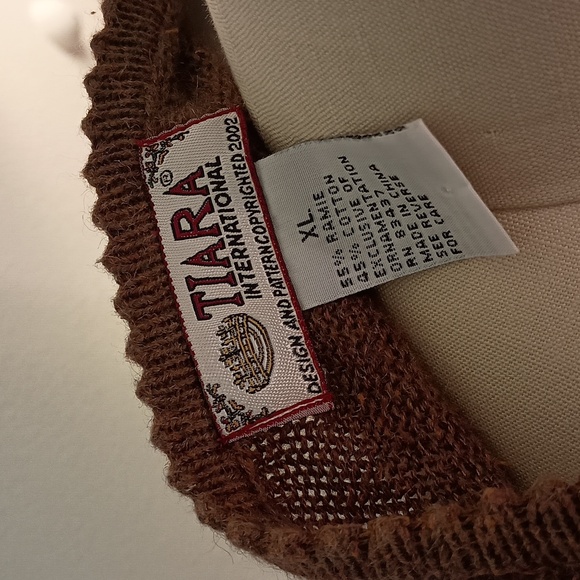 TIARA ®
INTERNATIONAL
DESIGN AND PATTERN COPYRIGHTED 2002
XL
55% RAMIE
45% COTTON
EXCLUSIVE OF
ORNAMENTATION
RN 83437
MADE IN CHINA
SEE REVERSE
FOR CARE